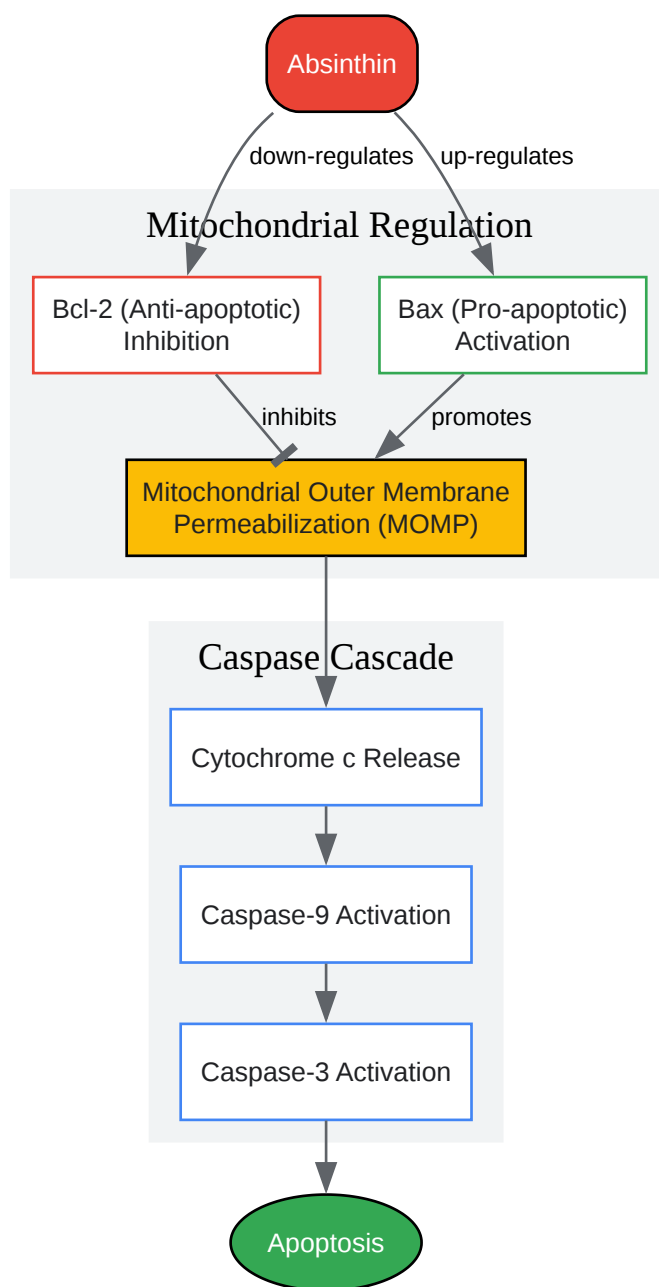 Absinthin
down-regulates
up-regulates
Mitochondrial Regulation
Bcl-2 (Anti-apoptotic)
Inhibition
Bax (Pro-apoptotic)
Activation
inhibits
promotes
Mitochondrial Outer Membrane
Permeabilization (MOMP)
Caspase Cascade
Cytochrome c Release
Caspase-9 Activation
Caspase-3 Activation
Apoptosis